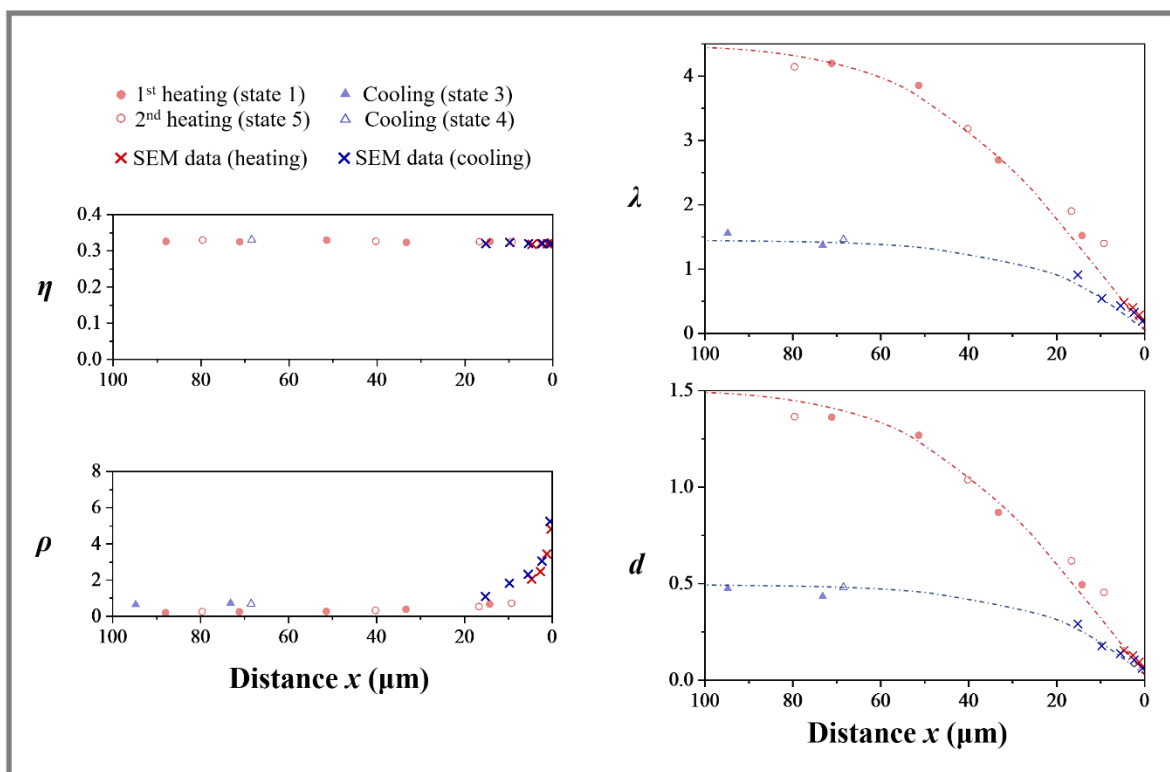 1st heating (state 1)
Cooling (state 3)
2nd heating (state 5)
Cooling (state 4)
SEM data (heating)
SEM data (cooling)
η
0.4
0.3
0.2
0.1
0.0
100 80 60 40 20 0
ρ
8
6
4
2
0
100 80 60 40 20 0
Distance x (μm)
λ
4
3
2
1
0
100 80 60 40 20 0
d
1.5
1.0
0.5
0.0
100 80 60 40 20 0
Distance x (μm)